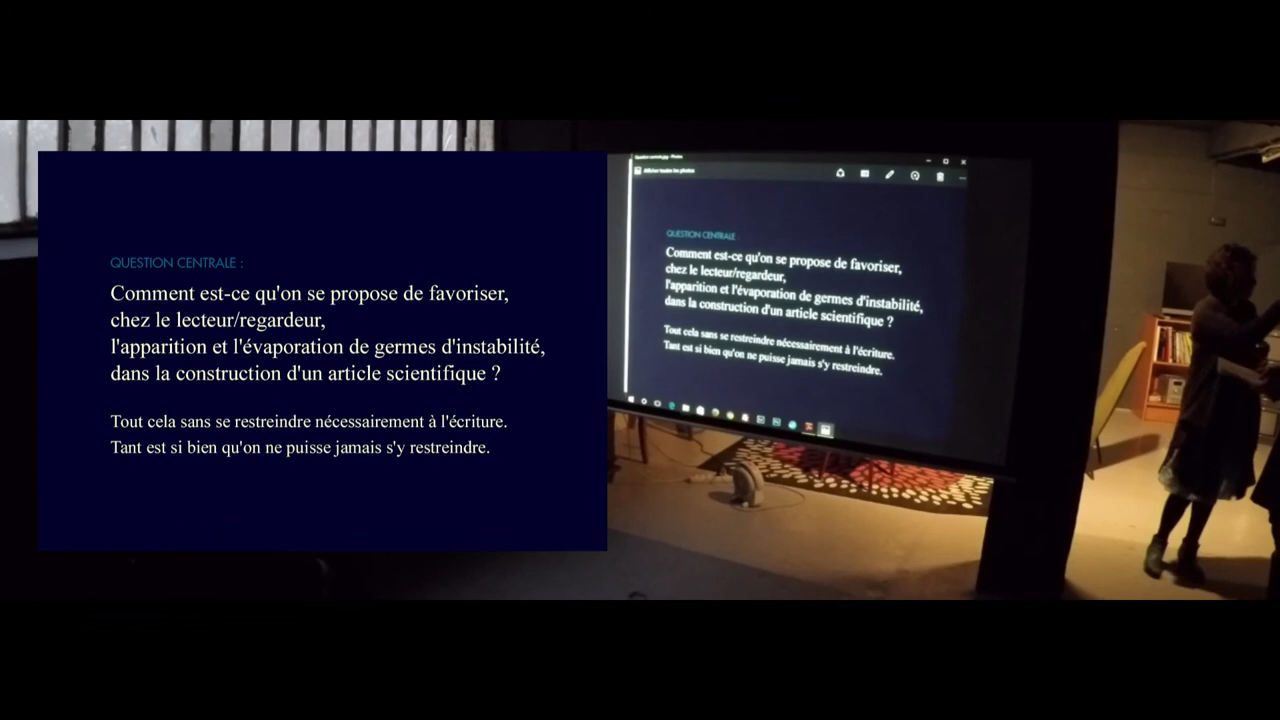 QUESTION CENTRALE :
Comment est-ce qu'on se propose de favoriser,
chez le lecteur/regardeur,
l'apparition et l'évaporation de germes d'instabilité,
dans la construction d'un article scientifique ?
Tout cela sans se restreindre nécessairement à l'écriture.
Tant est si bien qu'on ne puisse jamais s'y restreindre.
Afficher toutes les photos
QUESTION CENTRALE :
Comment est-ce qu'on se propose de favoriser,
chez le lecteur/regardeur,
l'apparition et l'évaporation de germes d'instabilité,
dans la construction d'un article scientifique ?
Tout cela sans se restreindre nécessairement à l'écriture.
Tant est si bien qu'on ne puisse jamais s'y restreindre.